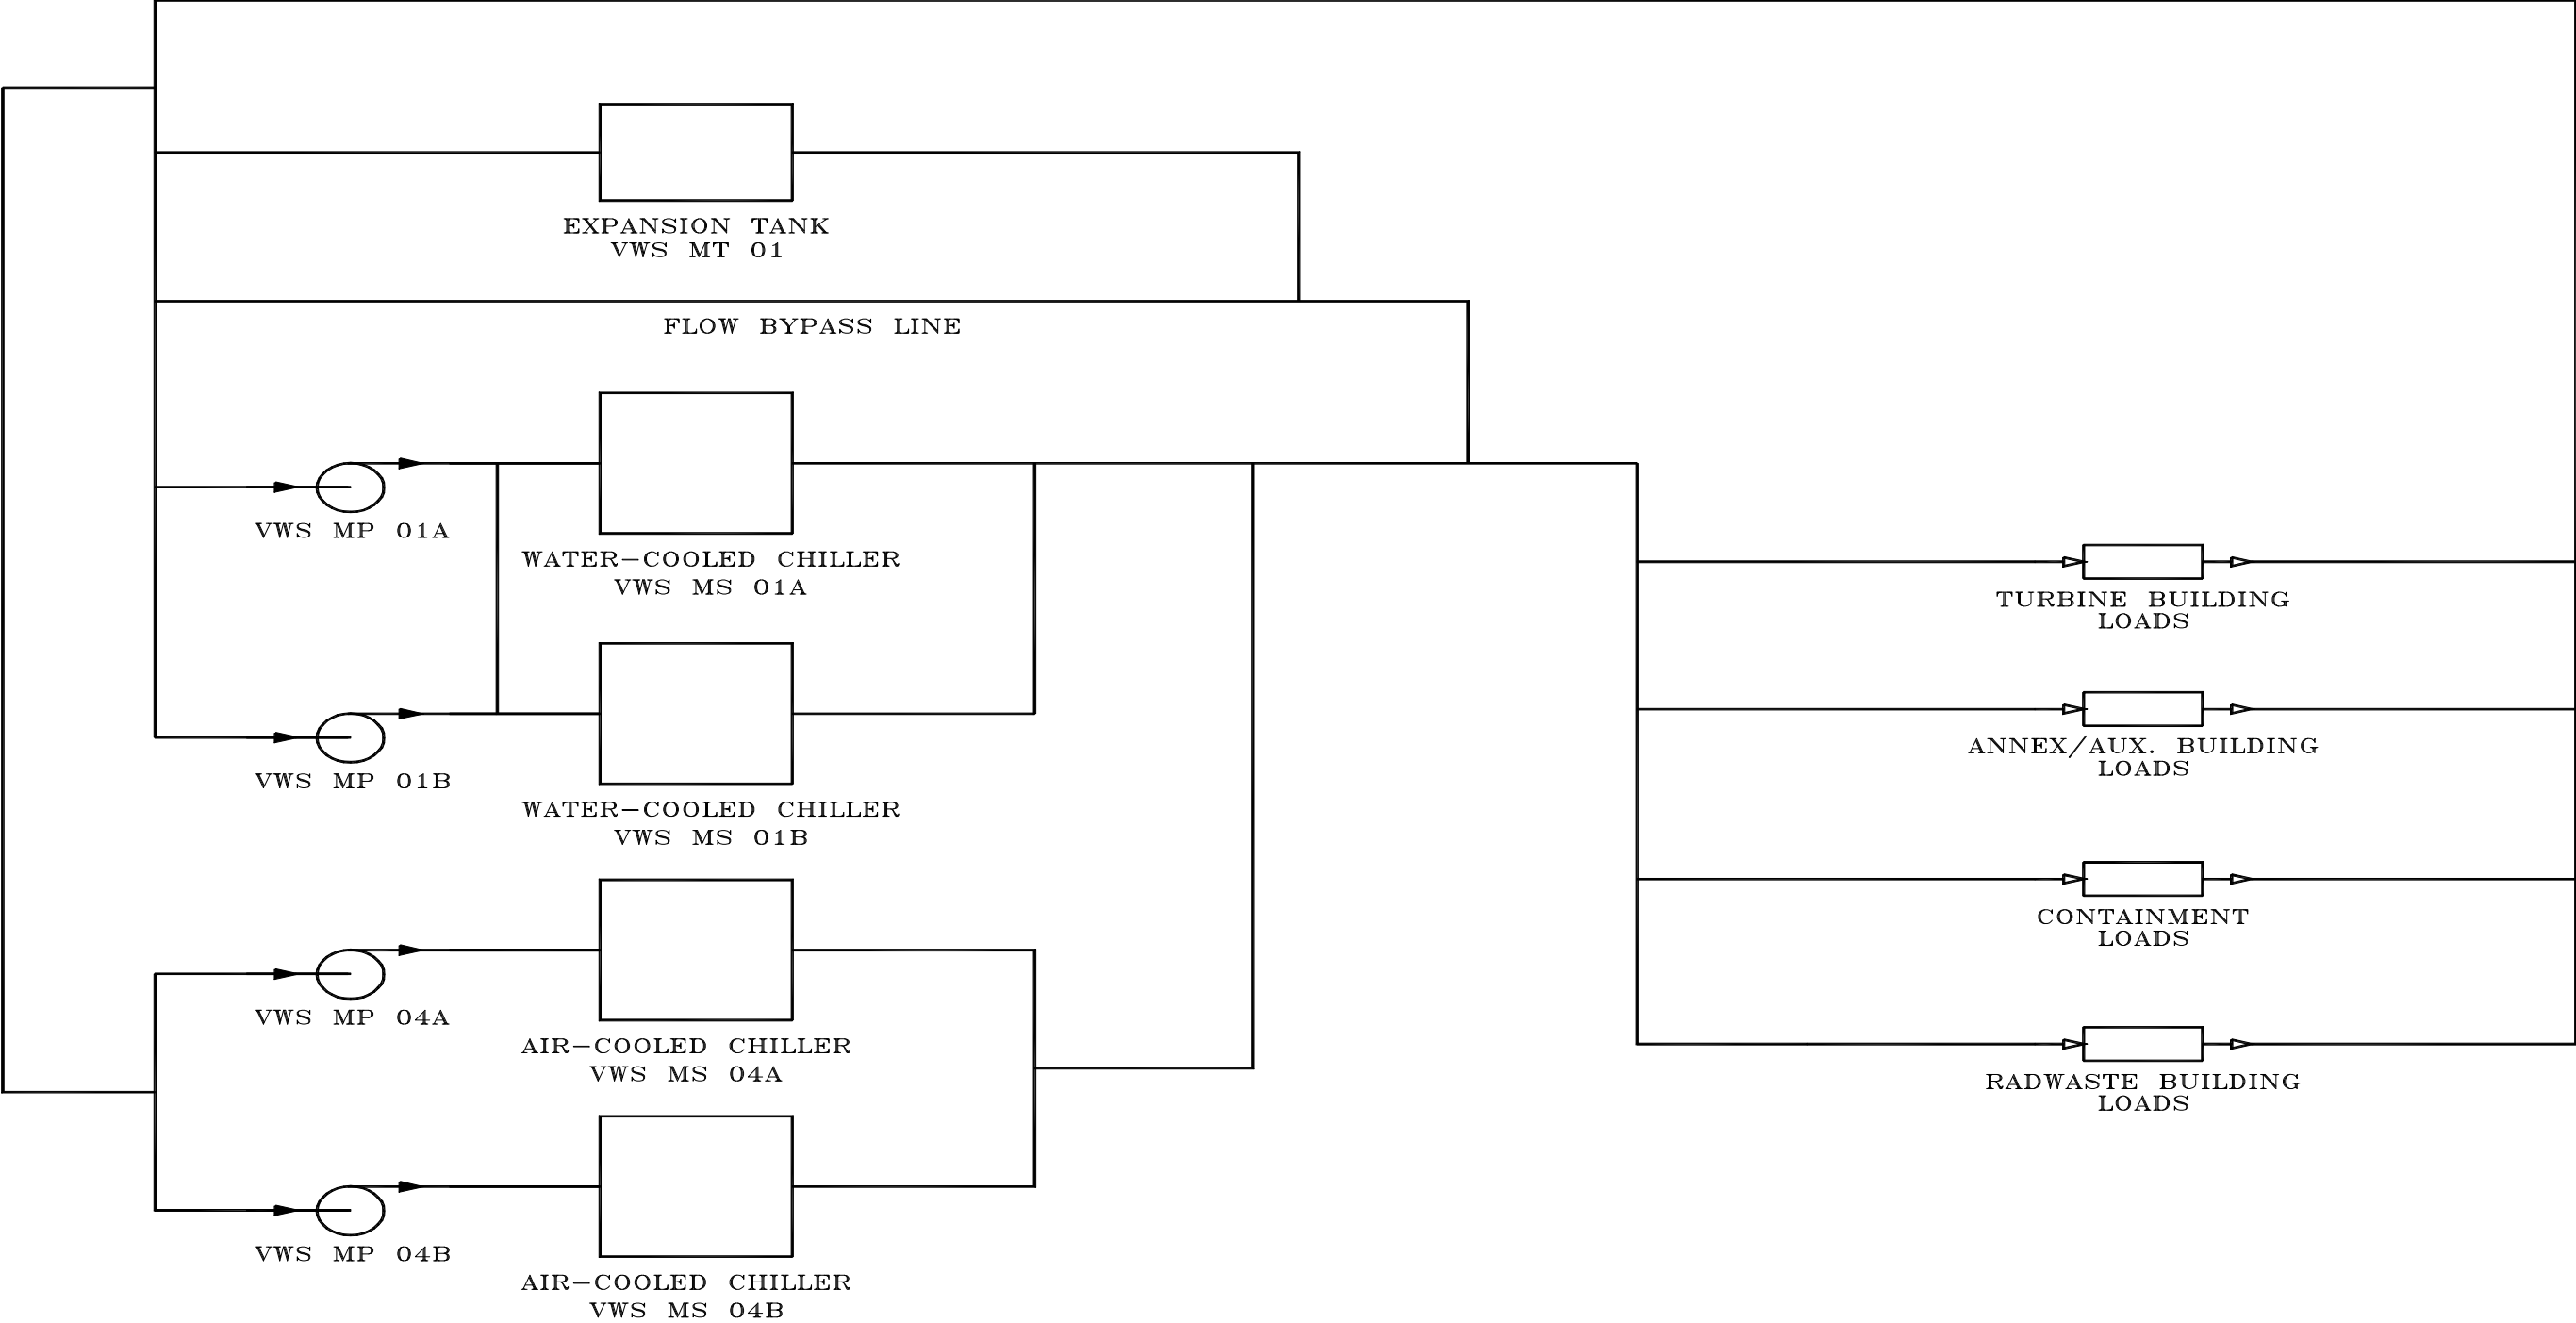 EXPANSION TANK
VWS MT 01
FLOW BYPASS LINE
VWS MP 01A
WATER-COOLED CHILLER
VWS MS 01A
VWS MP 01B
WATER-COOLED CHILLER
VWS MS 01B
VWS MP 04A
AIR-COOLED CHILLER
VWS MS 04A
VWS MP 04B
AIR-COOLED CHILLER
VWS MS 04B
TURBINE BUILDING
LOADS
ANNEX/AUX. BUILDING
LOADS
CONTAINMENT
LOADS
RADWASTE BUILDING
LOADS